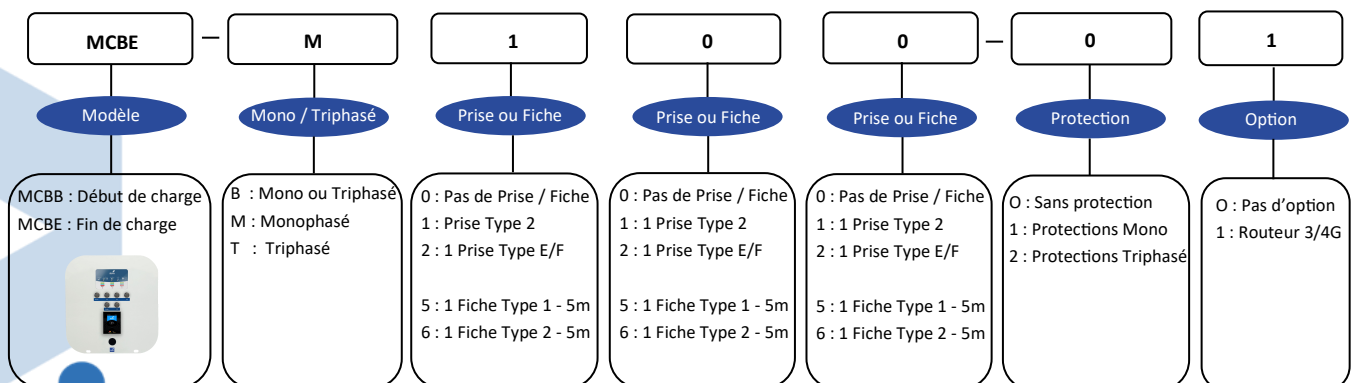 MCBE — M 1 0 0 — 0 1
Modèle Mono / Triphasé Prise ou Fiche Prise ou Fiche Prise ou Fiche Protection Option
MCBB : Début de charge
MCBE : Fin de charge
B : Mono ou Triphasé
M : Monophasé
T : Triphasé
0 : Pas de Prise / Fiche
1 : Prise Type 2
2 : 1 Prise Type E/F
5 : 1 Fiche Type 1 - 5m
6 : 1 Fiche Type 2 - 5m
0 : Pas de Prise / Fiche
1 : 1 Prise Type 2
2 : 1 Prise Type E/F
5 : 1 Fiche Type 1 - 5m
6 : 1 Fiche Type 2 - 5m
0 : Pas de Prise / Fiche
1 : 1 Prise Type 2
2 : 1 Prise Type E/F
5 : 1 Fiche Type 1 - 5m
6 : 1 Fiche Type 2 - 5m
O : Sans protection
1 : Protections Mono
2 : Protections Triphasé
O : Pas d’option
1 : Routeur 3/4G